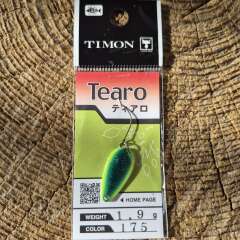 TIMON T
Tearo
ティアロ
◀ HOME PAGE
WEIGHT 1.9g
COLOR 175